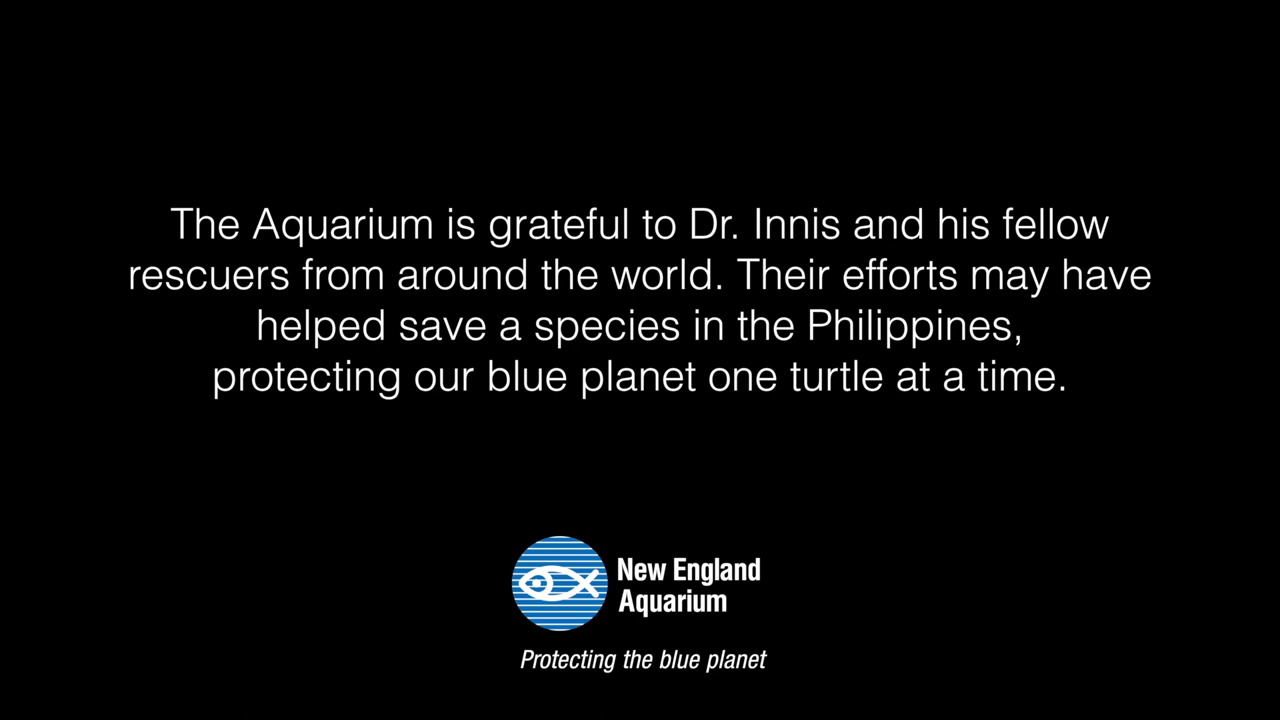 The Aquarium is grateful to Dr. Innis and his fellow
rescuers from around the world. Their efforts may have
helped save a species in the Philippines,
protecting our blue planet one turtle at a time.
New England
Aquarium
Protecting the blue planet